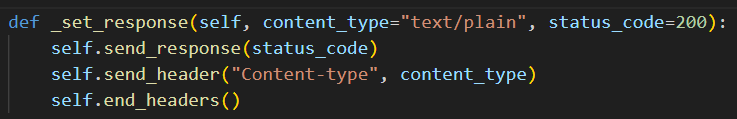 def _set_response(self, content_type="text/plain", status_code=200):
    self.send_response(status_code)
    self.send_header("Content-type", content_type)
    self.end_headers()